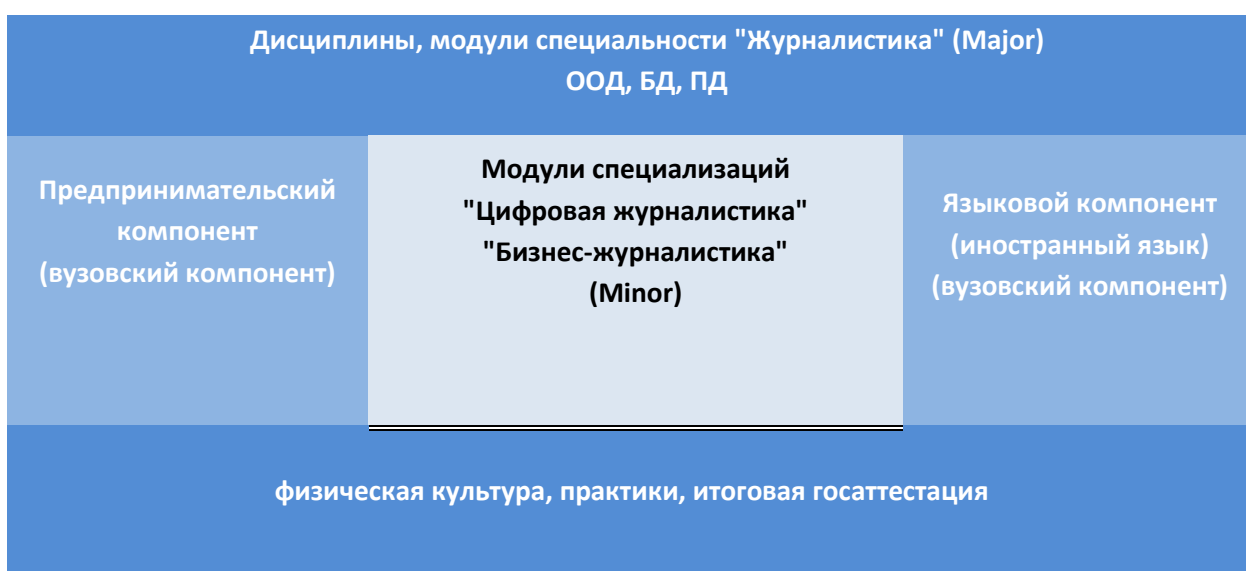 Дисциплины, модули специальности "Журналистика" (Major)
ООД, БД, ПД
Предпринимательский
компонент
(вузовский компонент)
Модули специализаций
"Цифровая журналистика"
"Бизнес-журналистика"
(Minor)
Языковой компонент
(иностранный язык)
(вузовский компонент)
физическая культура, практики, итоговая госаттестация